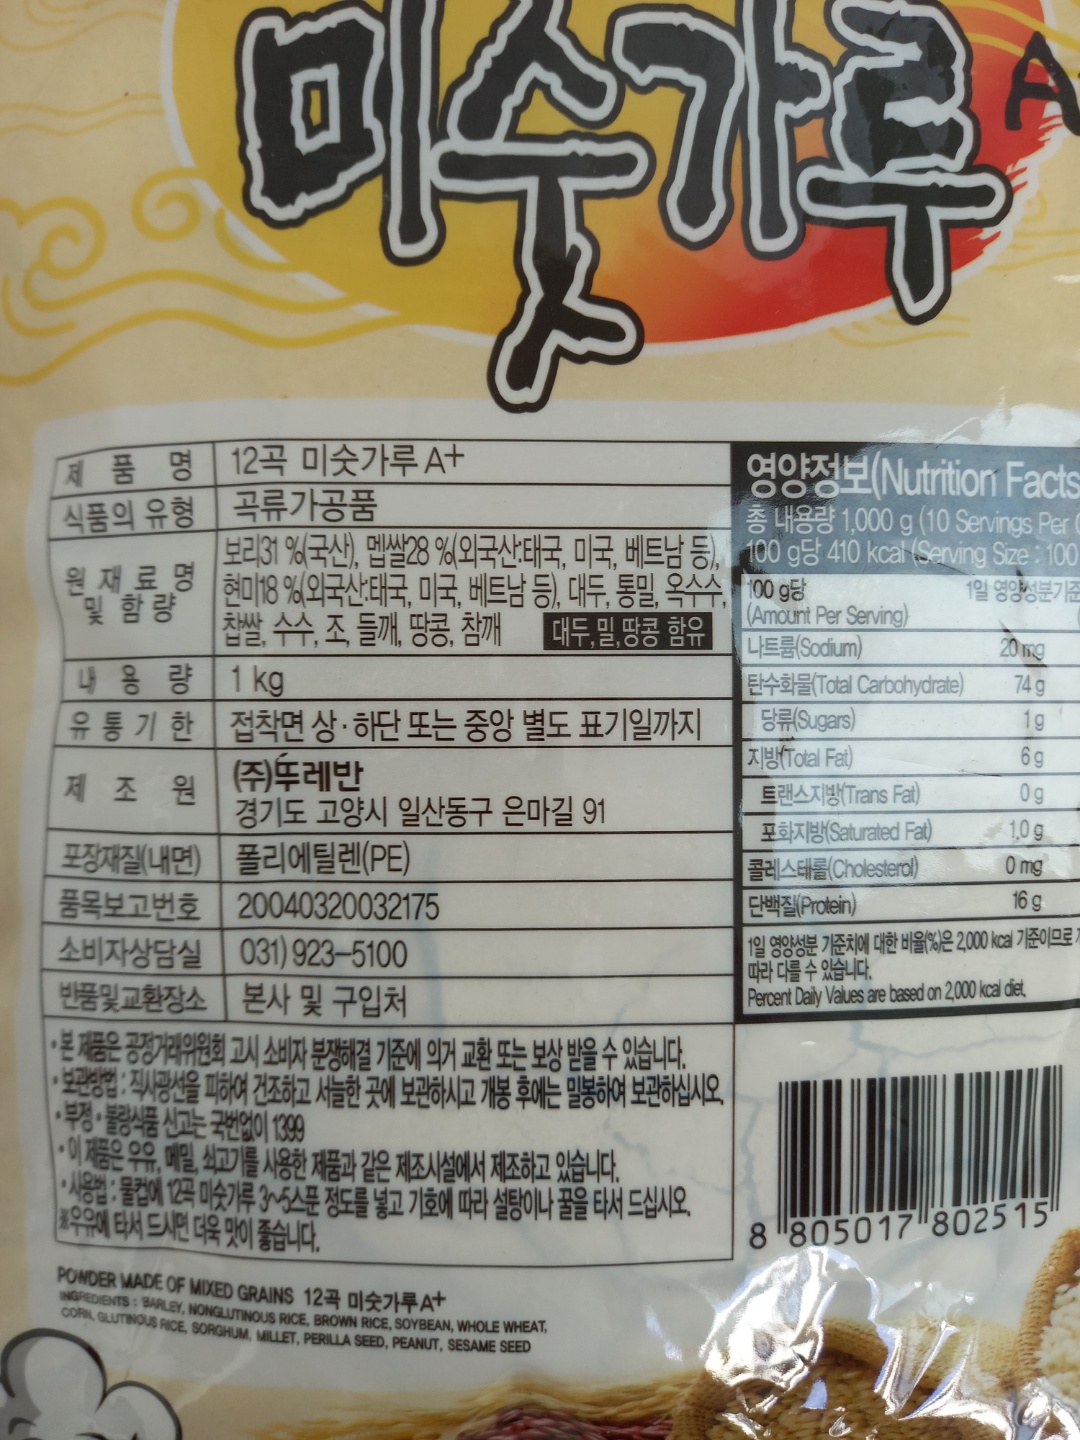 미숫가루 A
제 품 명 12곡 미숫가루 A+
식품의 유형 곡류가공품
원 재 료 명 및 함 량 보리31 %(국산), 멥쌀28 %(외국산:태국, 미국, 베트남 등),
현미18 %(외국산:태국, 미국, 베트남 등), 대두, 통밀, 옥수수,
찹쌀, 수수, 조, 들깨, 땅콩, 참깨 대두,밀,땅콩 함유
내 용 량 1 kg
유 통 기 한 접착면 상·하단 또는 중앙 별도 표기일까지
제 조 원 (주)뚜레반
경기도 고양시 일산동구 은마길 91
포장재질(내면) 폴리에틸렌(PE)
품목보고번호 20040320032175
소비자상담실 031) 923-5100
반품및교환장소 본사 및 구입처
•본 제품은 공정거래위원회 고시 소비자 분쟁해결 기준에 의거 교환 또는 보상 받을 수 있습니다.
•보관방법 : 직사광선을 피하여 건조하고 서늘한 곳에 보관하시고 개봉 후에는 밀봉하여 보관하십시오.
•부정•불량식품 신고는 국번없이 1399
•이 제품은 우유, 메밀, 쇠고기를 사용한 제품과 같은 제조시설에서 제조하고 있습니다.
•사용법 : 물컵에 12곡 미숫가루 3~5스푼 정도를 넣고 기호에 따라 설탕이나 꿀을 타서 드십시오.
※우유에 타서 드시면 더욱 맛이 좋습니다.
영양정보(Nutrition Facts
총 내용량 1,000 g (10 Servings Per
100 g당 410 kcal (Serving Size : 100
100 g당 1일 영양성분기준
(Amount Per Serving)
나트륨(Sodium) 20 mg
탄수화물(Total Carbohydrate) 74 g
당류(Sugars) 1 g
지방(Total Fat) 6 g
트랜스지방(Trans Fat) 0 g
포화지방(Saturated Fat) 1.0 g
콜레스테롤(Cholesterol) 0 mg
단백질(Protein) 16 g
1일 영양성분 기준치에 대한 비율(%)은 2,000 kcal 기준이므로
따라 다를 수 있습니다.
Percent Daily Values are based on 2,000 kcal diet,
8 805017 802515
POWDER MADE OF MIXED GRAINS 12곡 미숫가루A+
INGREDIENTS : BARLEY, NONGLUTINOUS RICE, BROWN RICE, SOYBEAN, WHOLE WHEAT,
CORN, GLUTINOUS RICE, SORGHUM, MILLET, PERILLA SEED, PEANUT, SESAME SEED